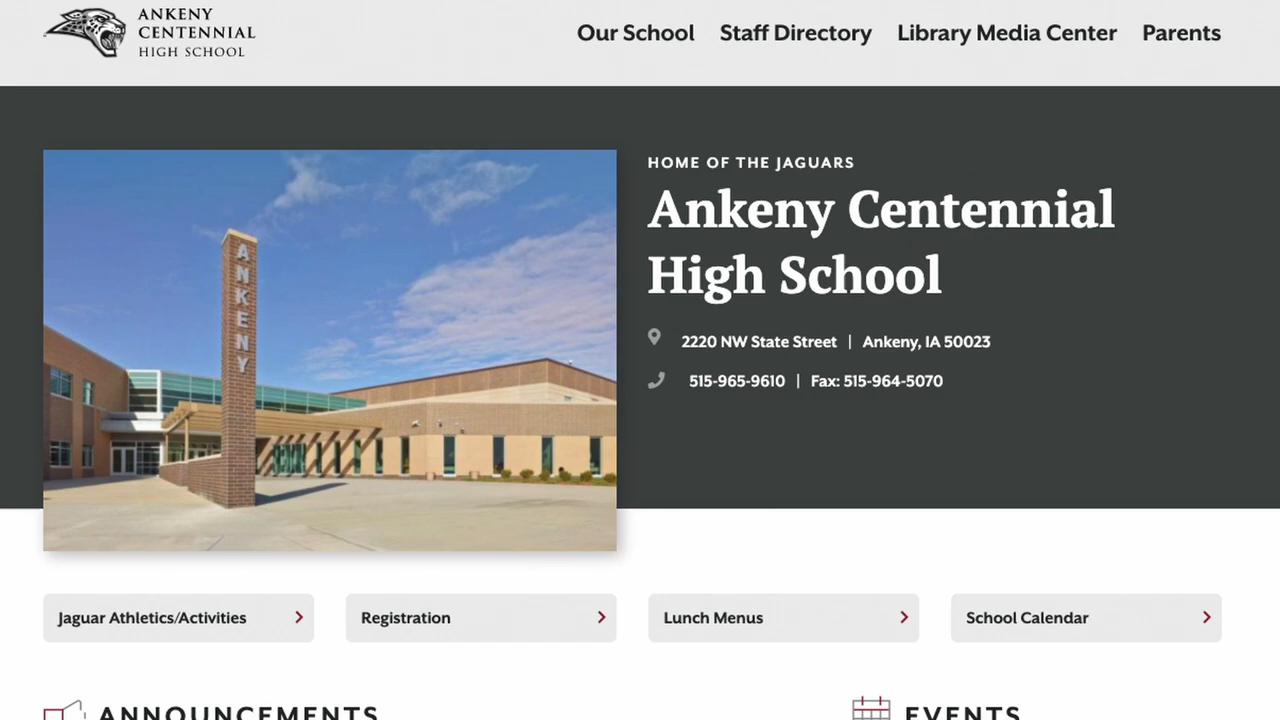 ANKENY
CENTENNIAL
HIGH SCHOOL
Our School Staff Directory Library Media Center Parents
ANKENY
HOME OF THE JAGUARS
Ankeny Centennial
High School
2220 NW State Street | Ankeny, IA 50023
515-965-9610 | Fax: 515-964-5070
Jaguar Athletics/Activities
Registration
Lunch Menus
School Calendar
ANNOUNCEMENTS
EVENTS